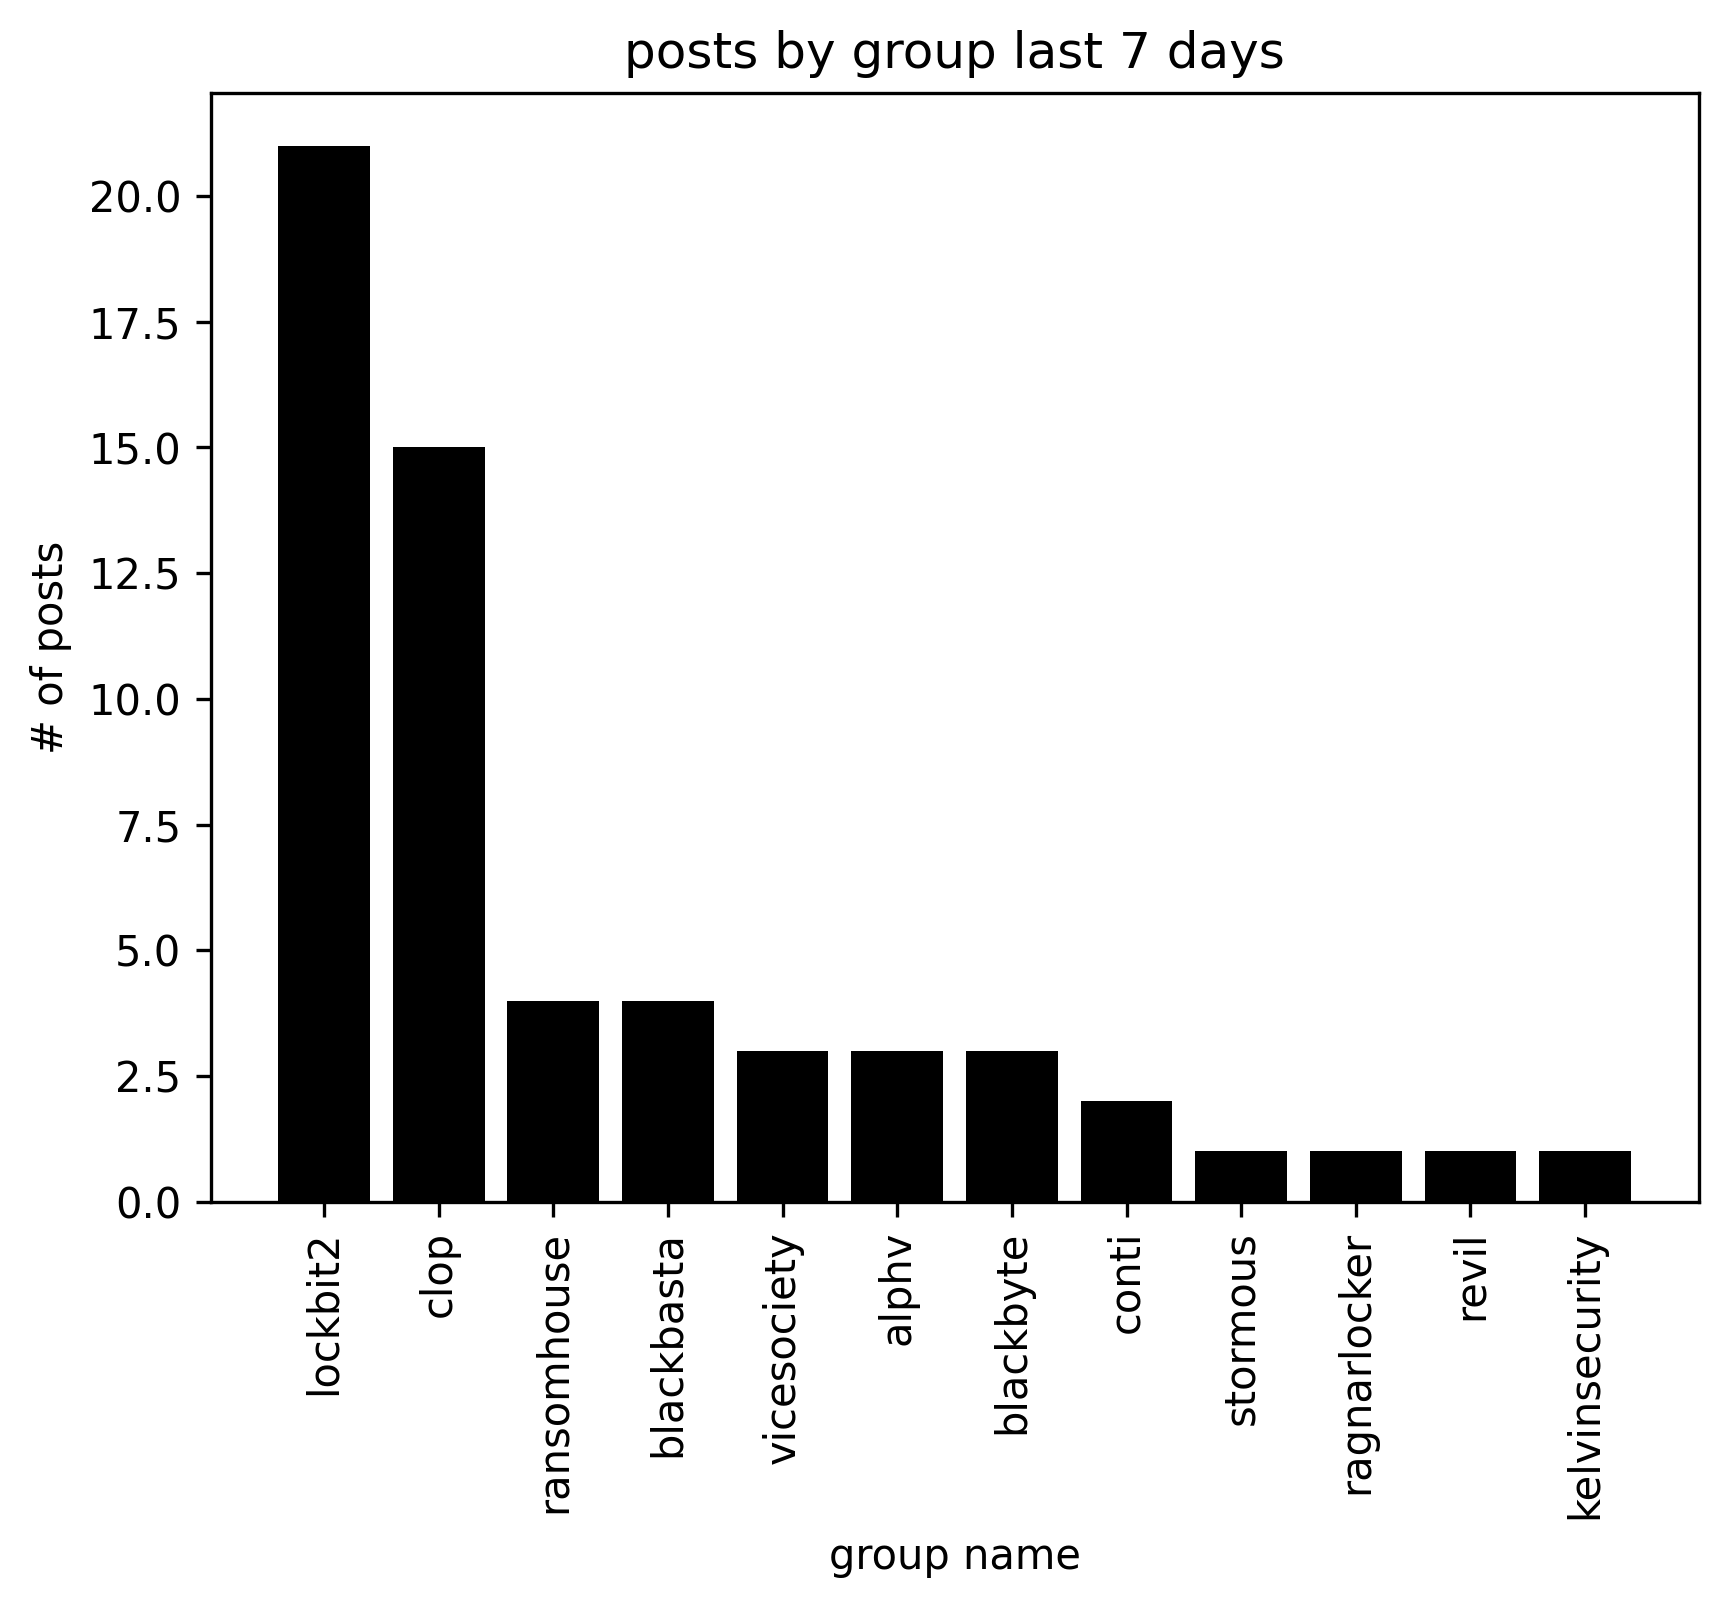 posts by group last 7 days
# of posts
20.0
17.5
15.0
12.5
10.0
7.5
5.0
2.5
0.0
lockbit2
clop
ransomhouse
blackbasta
vicesociety
alphv
blackbyte
conti
stormous
ragnarlocker
revil
kelvinsecurity
group name